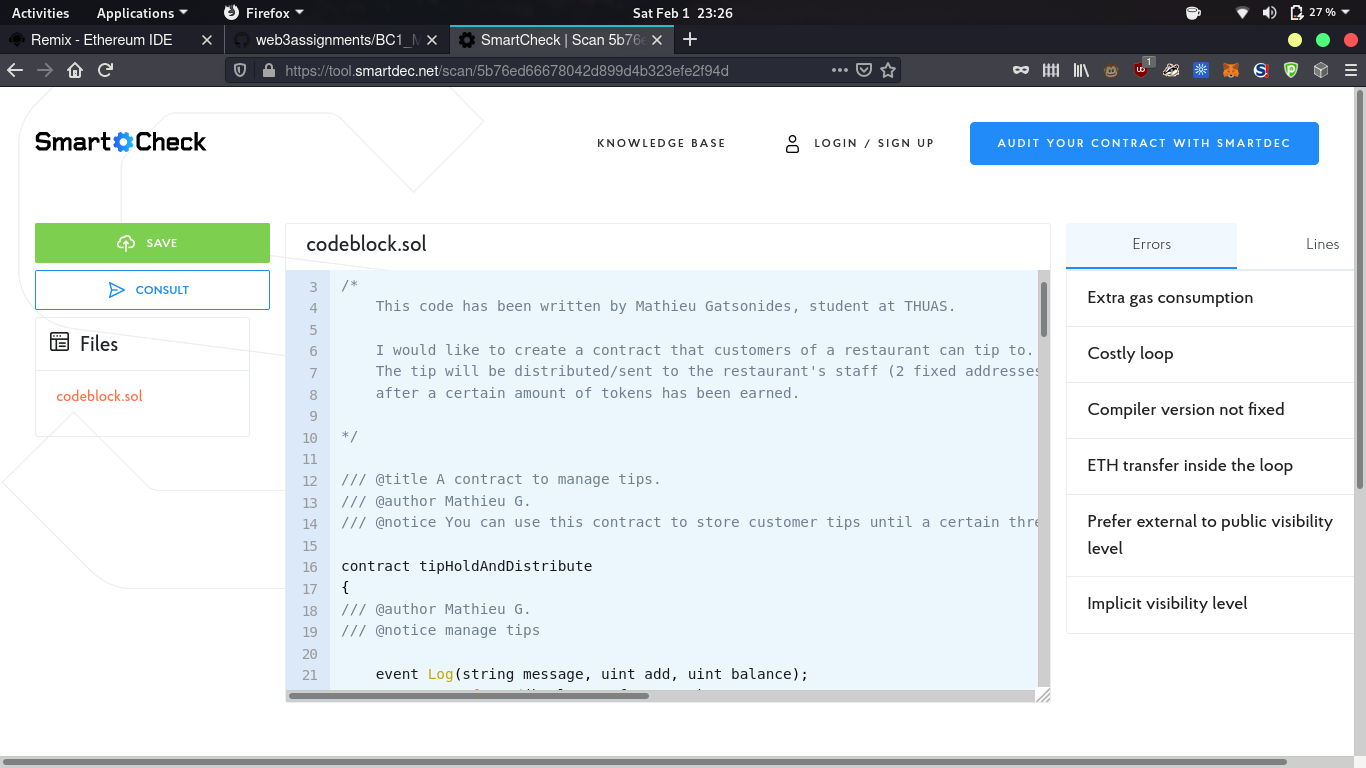 Activities Applications Firefox Sat Feb 1 23:26 27 %
Remix - Ethereum IDE web3assignments/BC1_M SmartCheck | Scan 5b76e
https://tool.smartdec.net/scan/5b76ed66678042d899d4b323efe2f94d
1
SmartCheck
KNOWLEDGE BASE LOGIN / SIGN UP AUDIT YOUR CONTRACT WITH SMARTDEC
SAVE
CONSULT
Files
codeblock.sol
codeblock.sol
3 /*
4 This code has been written by Mathieu Gatsonides, student at THUAS.
5
6 I would like to create a contract that customers of a restaurant can tip to.
7 The tip will be distributed/sent to the restaurant's staff (2 fixed addresses
8 after a certain amount of tokens has been earned.
9
10 */
11
12 /// @title A contract to manage tips.
13 /// @author Mathieu G.
14 /// @notice You can use this contract to store customer tips until a certain thre
15
16 contract tipHoldAndDistribute
17 {
18 /// @author Mathieu G.
19 /// @notice manage tips
20
21 event Log(string message, uint add, uint balance);
Errors Lines
Extra gas consumption
Costly loop
Compiler version not fixed
ETH transfer inside the loop
Prefer external to public visibility
level
Implicit visibility level